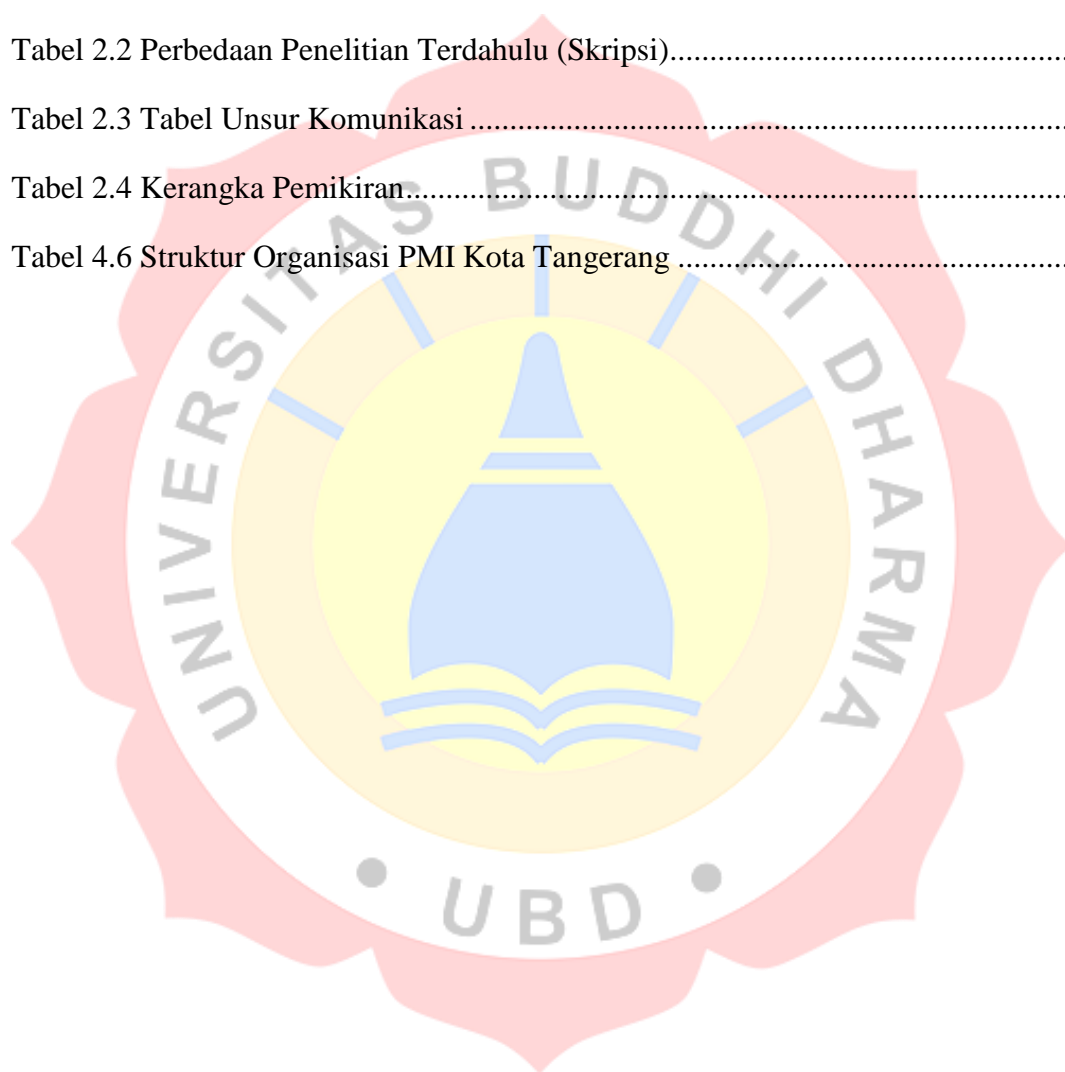 Tabel 2.2 Perbedaan Penelitian Terdahulu (Skripsi)..................................................
Tabel 2.3 Tabel Unsur Komunikasi ...........................................................................
Tabel 2.4 Kerangka Pemikiran...................................................................................
Tabel 4.6 Struktur Organisasi PMI Kota Tangerang .................................................
UNIVERSITAS BUDDHI DHARMA
• UBD •